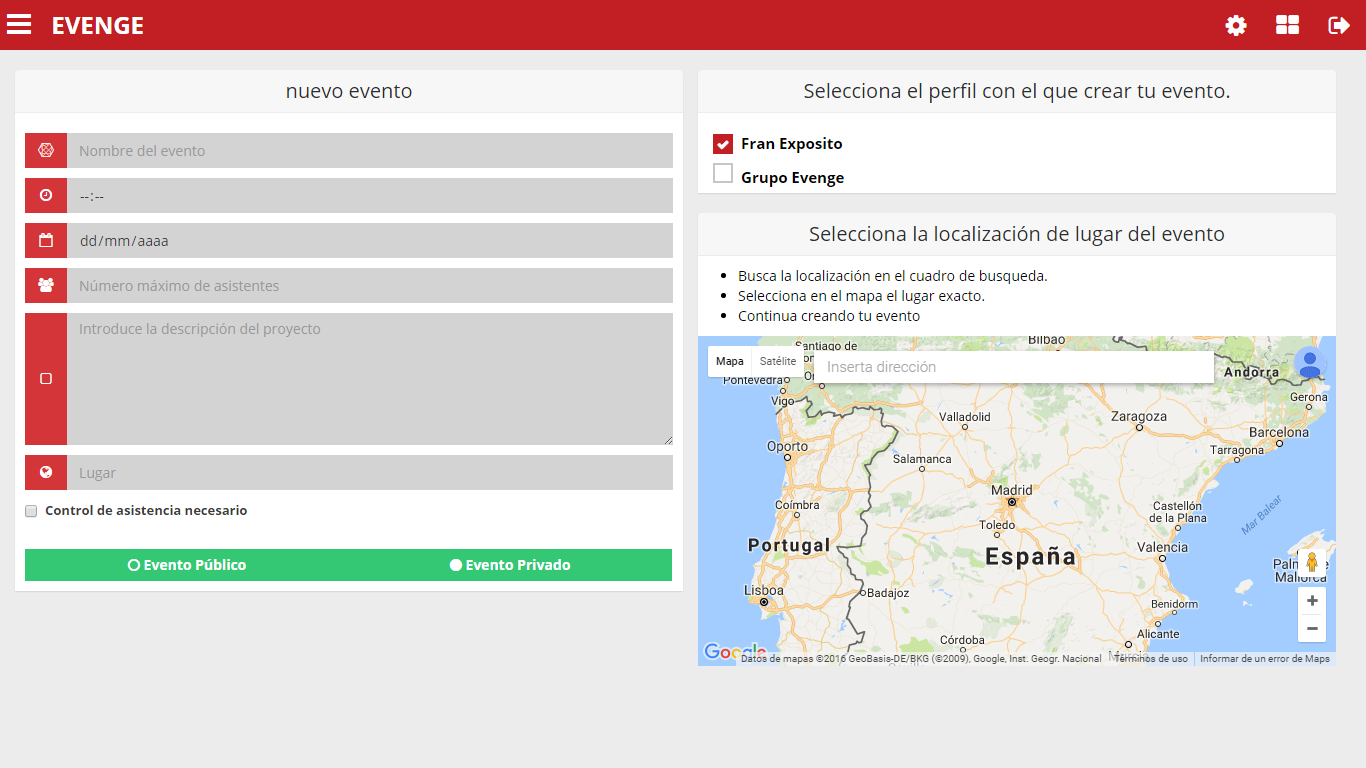 EVENGE
nuevo evento
Nombre del evento
--:--
dd/mm/aaaa
Número máximo de asistentes
Introduce la descripción del proyecto
Lugar
Control de asistencia necesario
Evento Público
Evento Privado
Selecciona el perfil con el que crear tu evento.
Fran Exposito
Grupo Evenge
Selecciona la localización de lugar del evento
Busca la localización en el cuadro de busqueda.
Selecciona en el mapa el lugar exacto.
Continua creando tu evento
Santiago de
Bilbao
Mapa
Satélite
Inserta dirección
Andorra
Pontevedra
Vigo
Gerona
Valladolid
Zaragoza
Barcelona
Oporto
Tarragona
Salamanca
Madrid
Coímbra
Castellón
de la Plana
Mar Balear
Toledo
Portugal
España
Valencia
Palma de
Mallorca
Lisboa
Badajoz
Benidorm
Alicante
Córdoba
Murcia
Google
Datos de mapas ©2016 GeoBasis-DE/BKG (©2009), Google, Inst. Geogr. Nacional
Términos de uso
Informar de un error de Maps